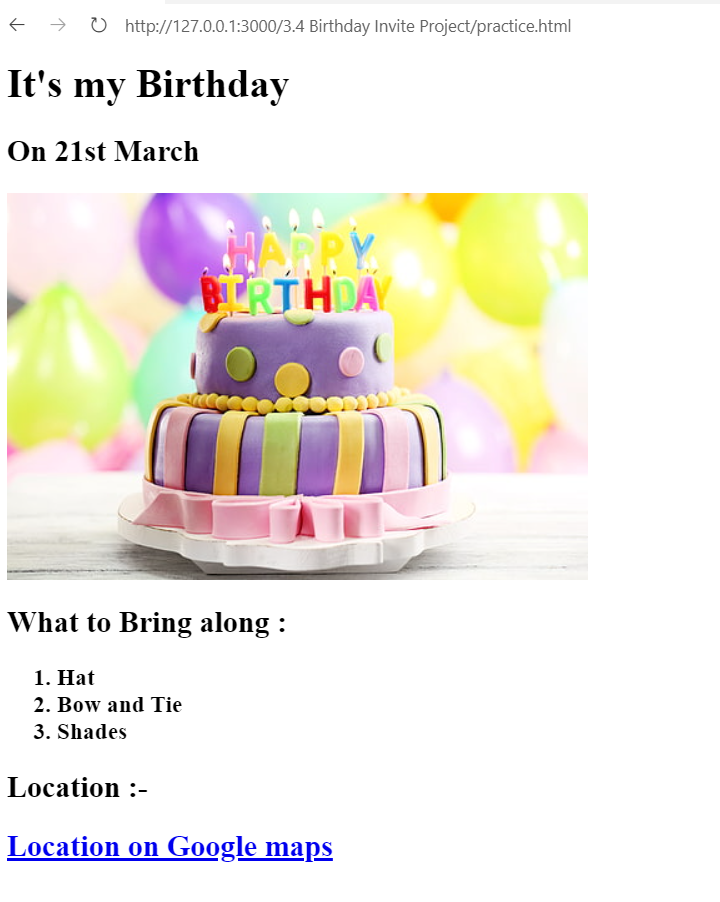 http://127.0.0.1:3000/3.4 Birthday Invite Project/practice.html
It's my Birthday
On 21st March
HAPPY
BIRTHDAY
What to Bring along :
1. Hat
2. Bow and Tie
3. Shades
Location :-
Location on Google maps